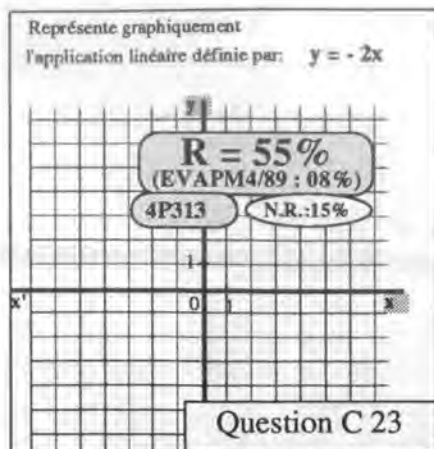 Représente graphiquement
l'application linéaire définie par: y = - 2x
y
R = 55%
(EVAPM4/89 : 08%)
4P313 N.R.:15%
1
x' 0 1 x
Question C 23